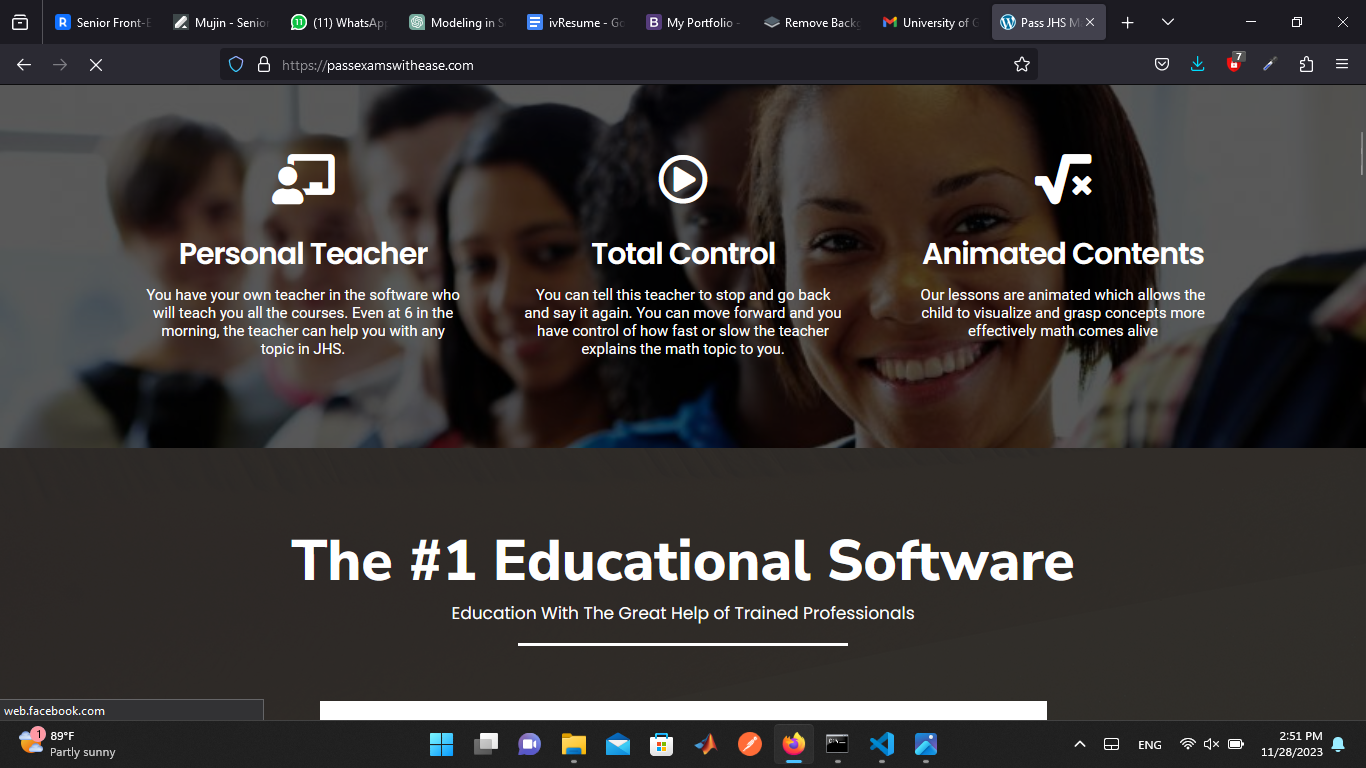 Senior Front-E
Mujin - Senior
(11) WhatsApp
Modeling in S
ivResume - Go
My Portfolio -
Remove Backg
University of G
Pass JHS M
https://passexamswithease.com
7
Personal Teacher
Total Control
Animated Contents
You have your own teacher in the software who
will teach you all the courses. Even at 6 in the
morning, the teacher can help you with any
topic in JHS.
You can tell this teacher to stop and go back
and say it again. You can move forward and you
have control of how fast or slow the teacher
explains the math topic to you.
Our lessons are animated which allows the
child to visualize and grasp concepts more
effectively math comes alive
The #1 Educational Software
Education With The Great Help of Trained Professionals
web.facebook.com
1
89°F
Partly sunny
ENG
2:51 PM
11/28/2023